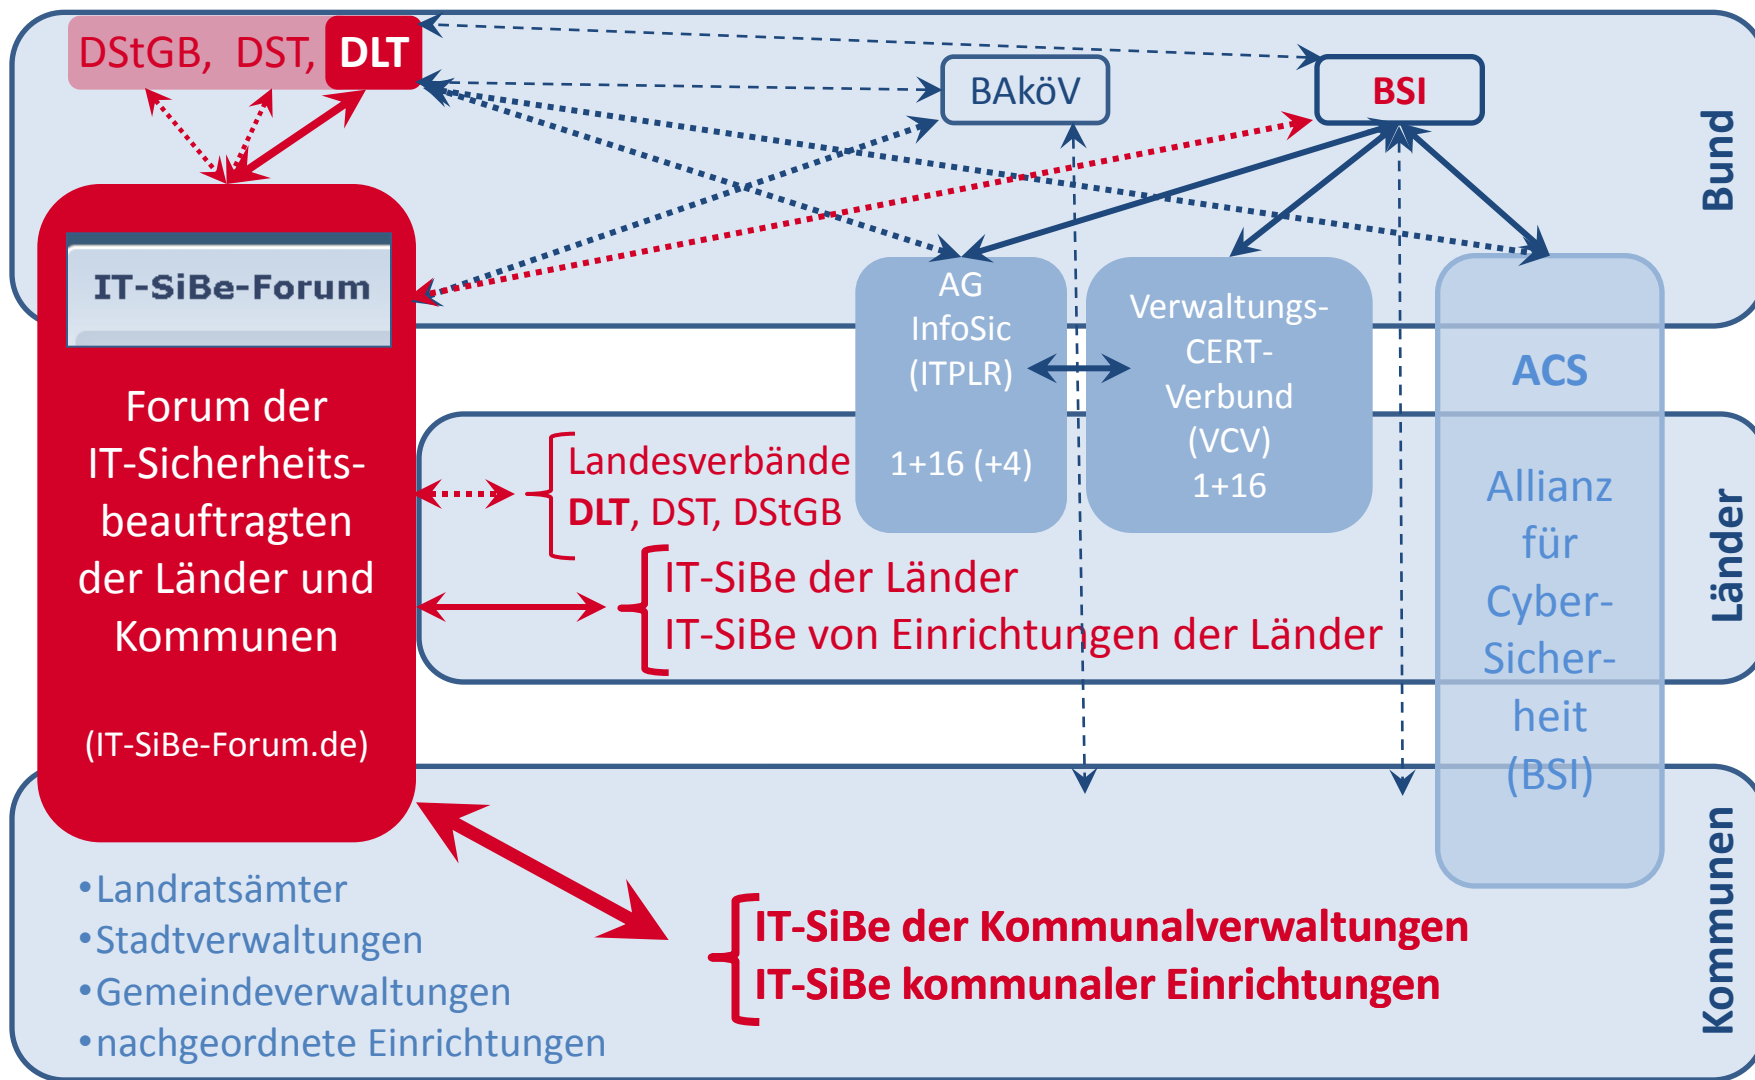 DStGB, DST, DLT
BAköV
BSI
Bund
IT-SiBe-Forum
Forum der
IT-Sicherheits-
beauftragten
der Länder und
Kommunen
(IT-SiBe-Forum.de)
AG
InfoSic
(ITPLR)
1+16 (+4)
Verwaltungs-
CERT-
Verbund
(VCV)
1+16
ACS
Allianz
für
Cyber-
Sicher-
heit
(BSI)
Landesverbände
DLT, DST, DStGB
IT-SiBe der Länder
IT-SiBe von Einrichtungen der Länder
Länder
•Landratsämter
•Stadtverwaltungen
•Gemeindeverwaltungen
•nachgeordnete Einrichtungen
IT-SiBe der Kommunalverwaltungen
IT-SiBe kommunaler Einrichtungen
Kommunen